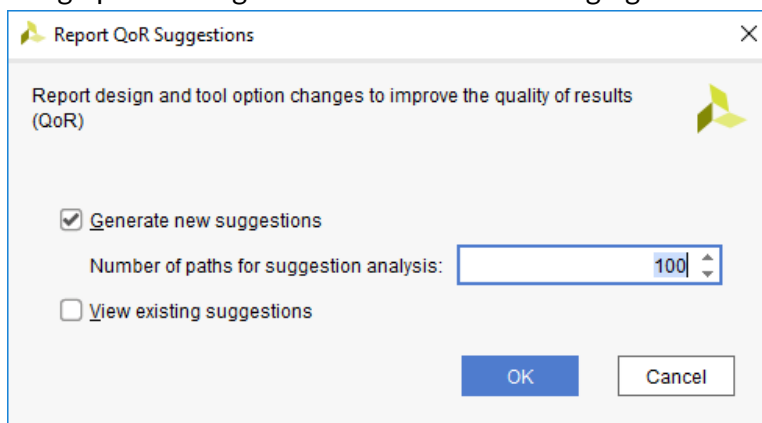 Report QoR Suggestions
Report design and tool option changes to improve the quality of results
(QoR)
Generate new suggestions
Number of paths for suggestion analysis: 100
View existing suggestions
OK Cancel